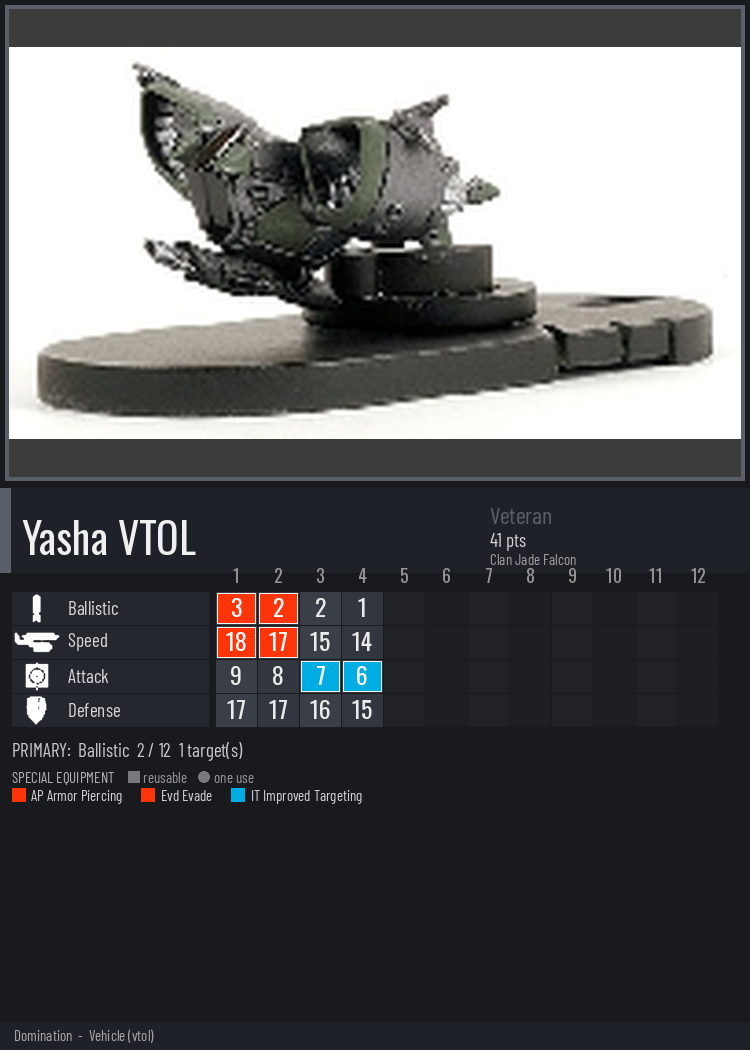 Yasha VTOL
Veteran
41 pts
Clan Jade Falcon
1 2 3 4 5 6 7 8 9 10 11 12
Ballistic 3 2 2 1
Speed 18 17 15 14
Attack 9 8 7 6
Defense 17 17 16 15
PRIMARY: Ballistic 2 / 12 1 target(s)
SPECIAL EQUIPMENT reusable one use
AP Armor Piercing Evd Evade IT Improved Targeting
Domination - Vehicle (vtol)